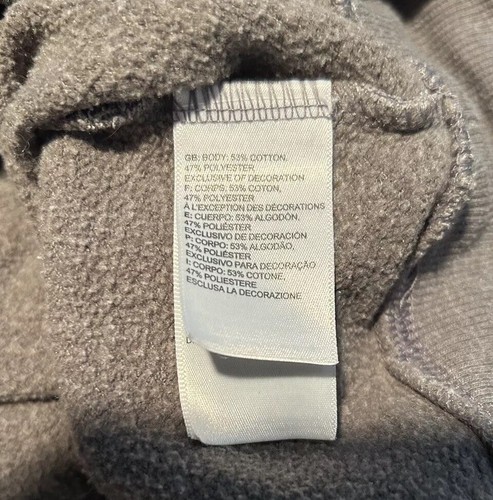 GB: BODY: 53% COTTON,
47% POLYESTER
EXCLUSIVE OF DECORATION
F: CORPS: 53% COTON,
47% POLYESTER
À L'EXCEPTION DES DÉCORATIONS
E: CUERPO: 53% ALGODÓN,
47% POLIÉSTER
EXCLUSIVO DE DECORACIÓN
P: CORPO: 53% ALGODÃO,
47% POLIÉSTER
EXCLUSIVO PARA DECORAÇÃO
I: CORPO: 53% COTONE,
47% POLIESTERE
ESCLUSA LA DECORAZIONE